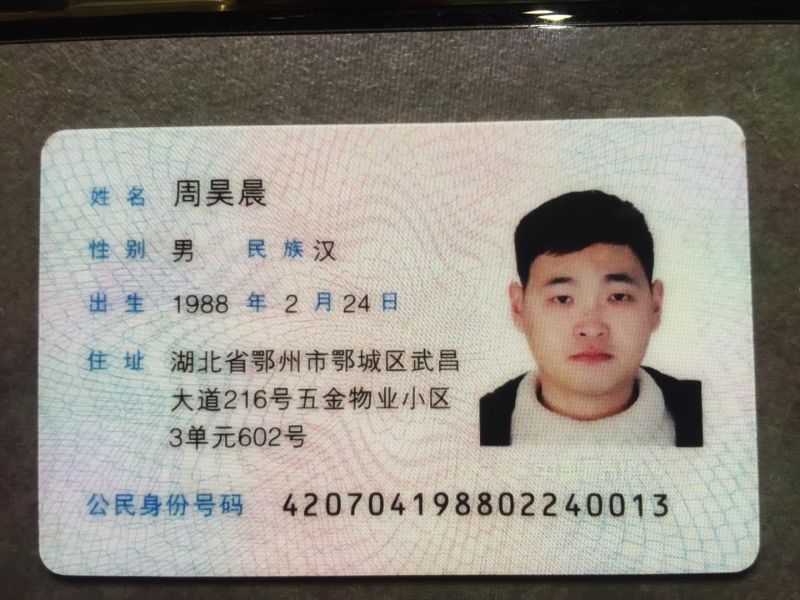 姓名 周昊晨
性别 男 民族 汉
出生 1988 年 2 月 24 日
住址 湖北省鄂州市鄂城区武昌
大道216号五金物业小区
3单元602号
公民身份号码 420704198802240013